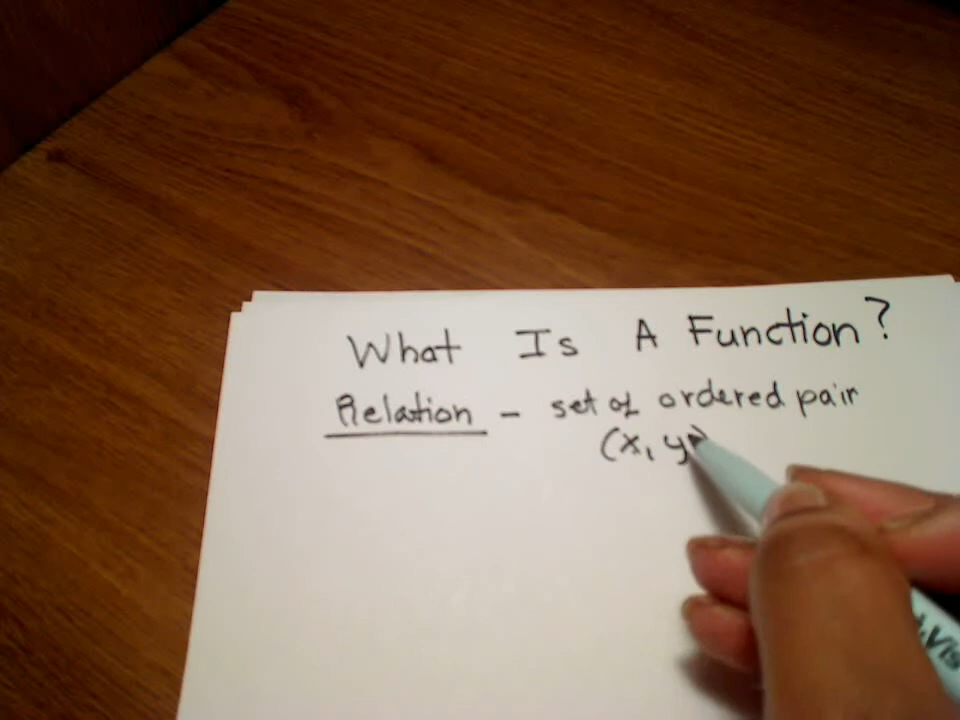 What Is A Function?
Relation - set of ordered pair
(x, y)